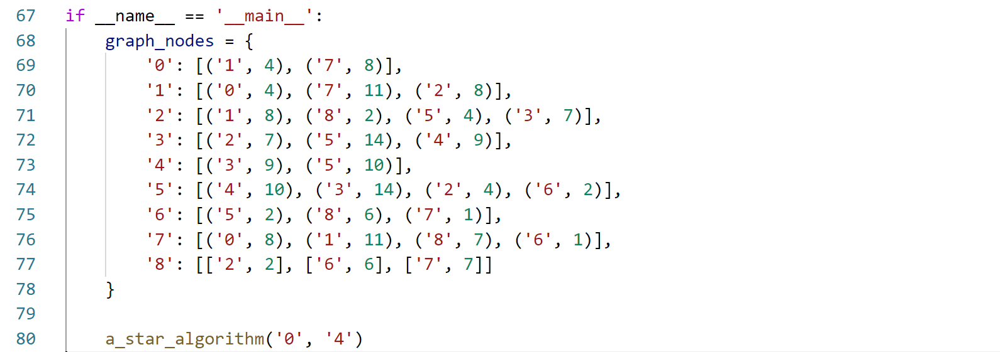 67 if __name__ == '__main__':
68     graph_nodes = {
69         '0': [('1', 4), ('7', 8)],
70         '1': [('0', 4), ('7', 11), ('2', 8)],
71         '2': [('1', 8), ('8', 2), ('5', 4), ('3', 7)],
72         '3': [('2', 7), ('5', 14), ('4', 9)],
73         '4': [('3', 9), ('5', 10)],
74         '5': [('4', 10), ('3', 14), ('2', 4), ('6', 2)],
75         '6': [('5', 2), ('8', 6), ('7', 1)],
76         '7': [('0', 8), ('1', 11), ('8', 7), ('6', 1)],
77         '8': [['2', 2], ['6', 6], ['7', 7]]
78     }
79
80     a_star_algorithm('0', '4')